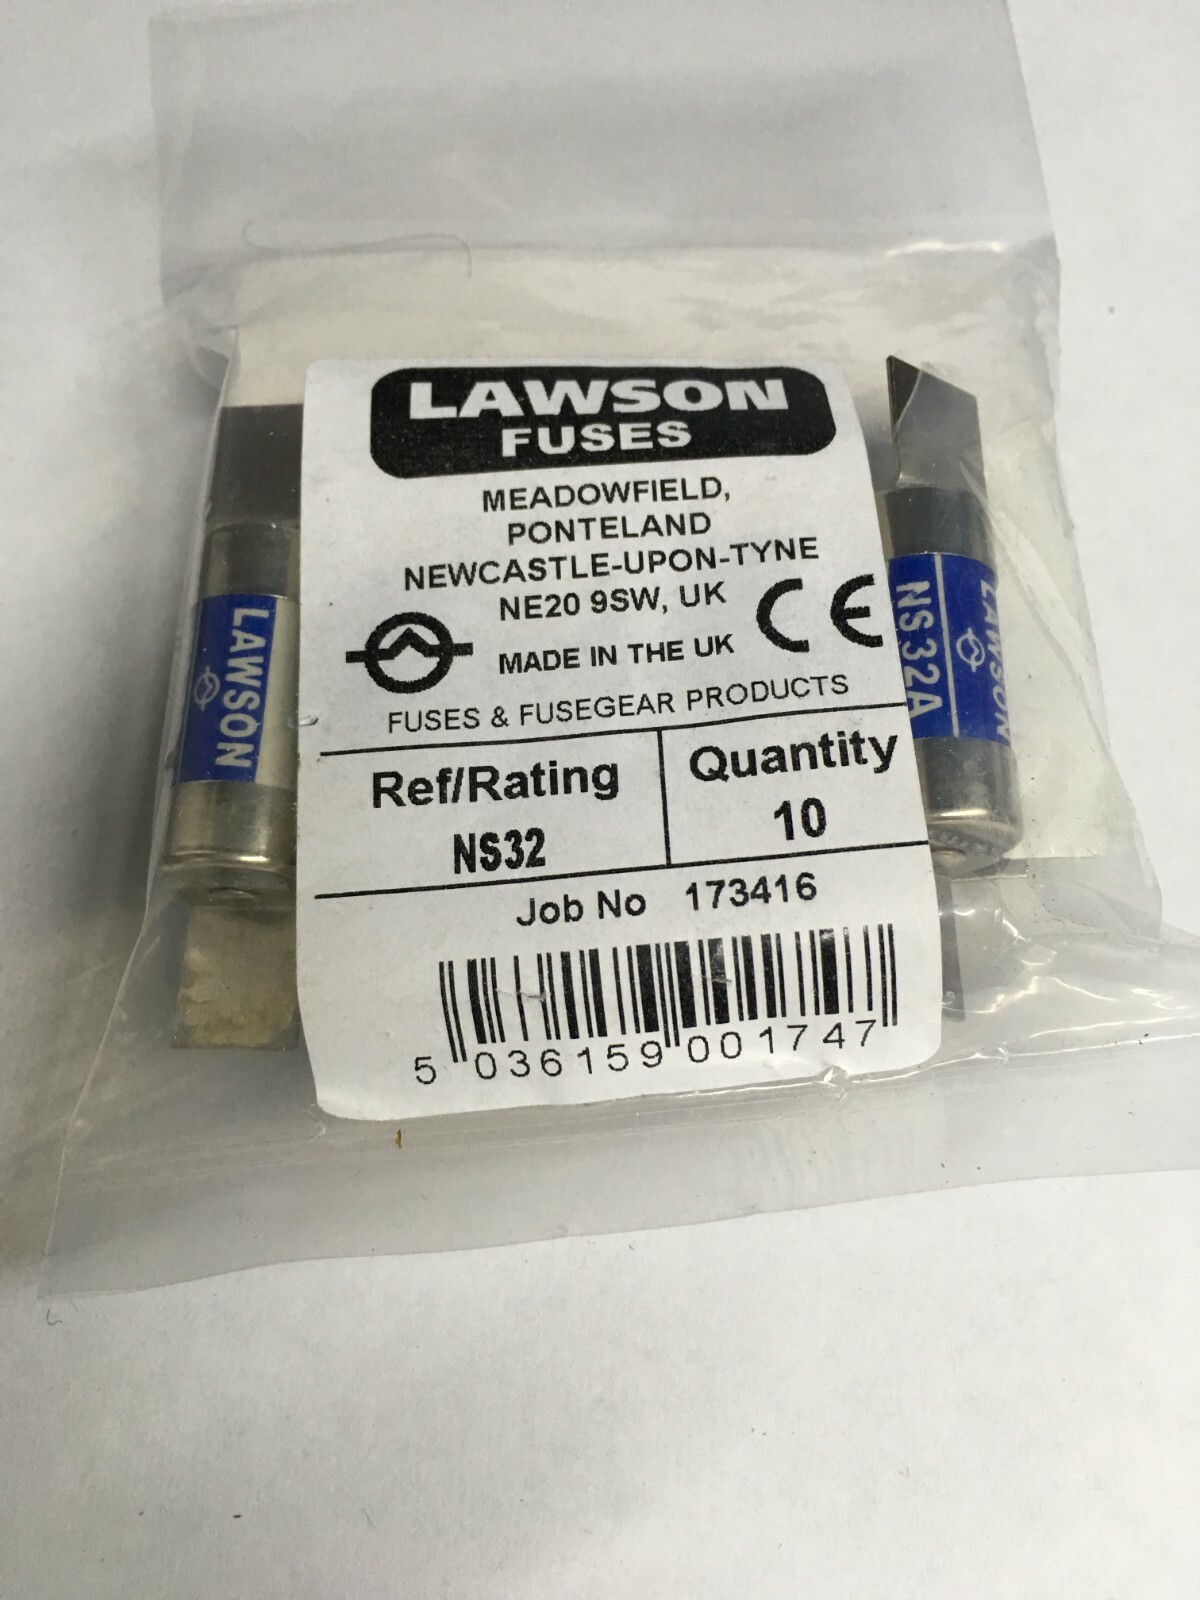 LAWSON
FUSES
MEADOWFIELD,
PONTELAND
NEWCASTLE-UPON-TYNE
NE20 9SW, UK
MADE IN THE UK
CE
FUSES & FUSEGEAR PRODUCTS
Ref/Rating
NS32
Quantity
10
Job No 173416
5 036159 001747
LAWSON
LAWSON
NS32A